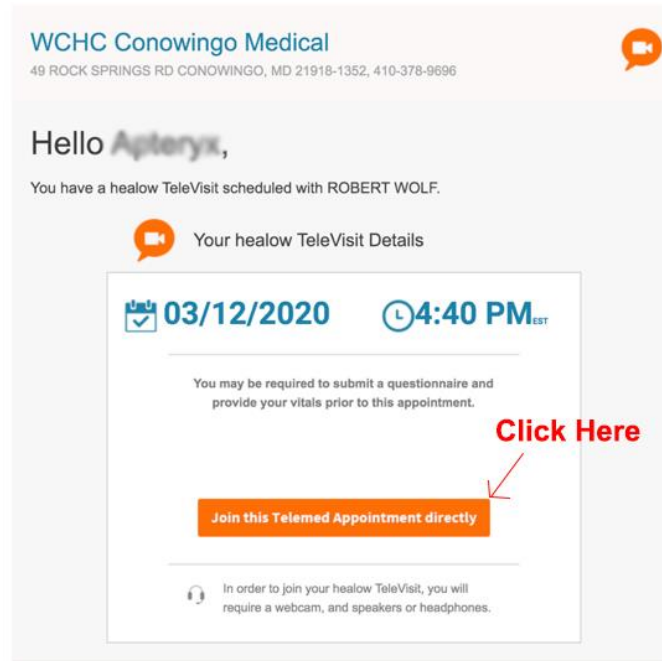 WCHC Conowingo Medical
49 ROCK SPRINGS RD CONOWINGO, MD 21918-1352, 410-378-9696
Hello ,
You have a healow TeleVisit scheduled with ROBERT WOLF.
Your healow TeleVisit Details
03/12/2020 4:40 PM EST
You may be required to submit a questionnaire and
provide your vitals prior to this appointment.
Click Here
Join this Telemed Appointment directly
In order to join your healow TeleVisit, you will
require a webcam, and speakers or headphones.